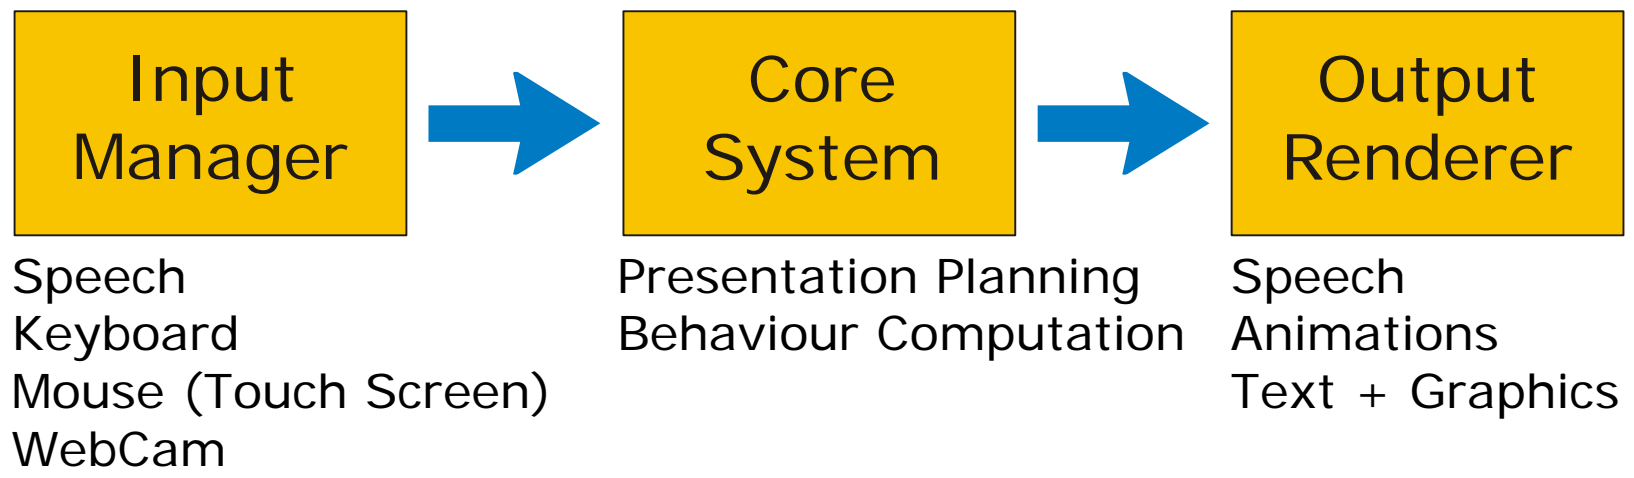 Input
Manager
Speech
Keyboard
Mouse (Touch Screen)
WebCam
Core
System
Presentation Planning
Behaviour Computation
Output
Renderer
Speech
Animations
Text + Graphics